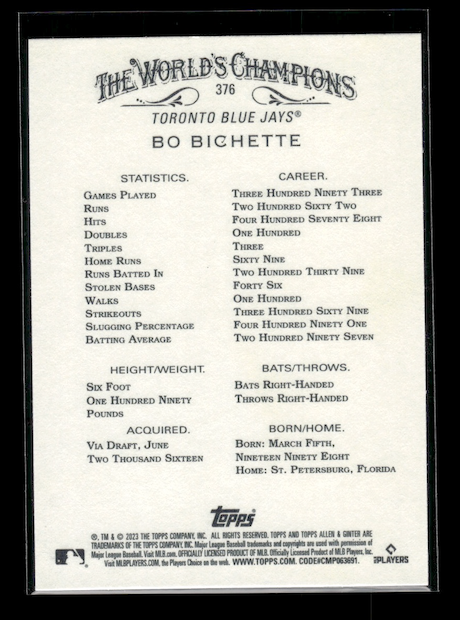 THE WORLD'S CHAMPIONS
376
TORONTO BLUE JAYS®
BO BICHETTE
STATISTICS. CAREER.
GAMES PLAYED THREE HUNDRED NINETY THREE
RUNS TWO HUNDRED SIXTY TWO
HITS FOUR HUNDRED SEVENTY EIGHT
DOUBLES ONE HUNDRED
TRIPLES THREE
HOME RUNS SIXTY NINE
RUNS BATTED IN TWO HUNDRED THIRTY NINE
STOLEN BASES FORTY SIX
WALKS ONE HUNDRED
STRIKEOUTS THREE HUNDRED SIXTY NINE
SLUGGING PERCENTAGE FOUR HUNDRED NINETY ONE
BATTING AVERAGE TWO HUNDRED NINETY SEVEN
HEIGHT/WEIGHT. BATS/THROWS.
SIX FOOT BATS RIGHT-HANDED
ONE HUNDRED NINETY THROWS RIGHT-HANDED
POUNDS
ACQUIRED. BORN/HOME.
VIA DRAFT, JUNE BORN: MARCH FIFTH,
TWO THOUSAND SIXTEEN NINETEEN NINETY EIGHT
HOME: ST. PETERSBURG, FLORIDA
Topps
®, TM & © 2023 THE TOPPS COMPANY, INC. ALL RIGHTS RESERVED. TOPPS AND TOPPS ALLEN & GINTER ARE
TRADEMARKS OF THE TOPPS COMPANY, INC. Major League Baseball trademarks and copyrights are used with permission of
Major League Baseball. Visit MLB.com. OFFICIALLY LICENSED PRODUCT OF MLB. Officially Licensed Product of MLB Players, Inc.
Visit MLBPLAYERS.com, the Players Choice on the web. WWW.TOPPS.COM. CODE#CMP063691.
PLAYERS